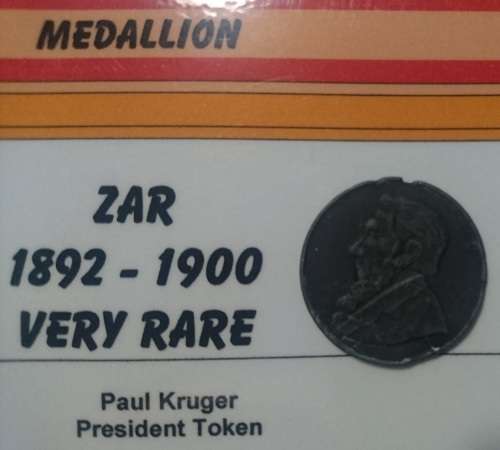 MEDALLION
ZAR
1892 - 1900
VERY RARE
Paul Kruger
President Token